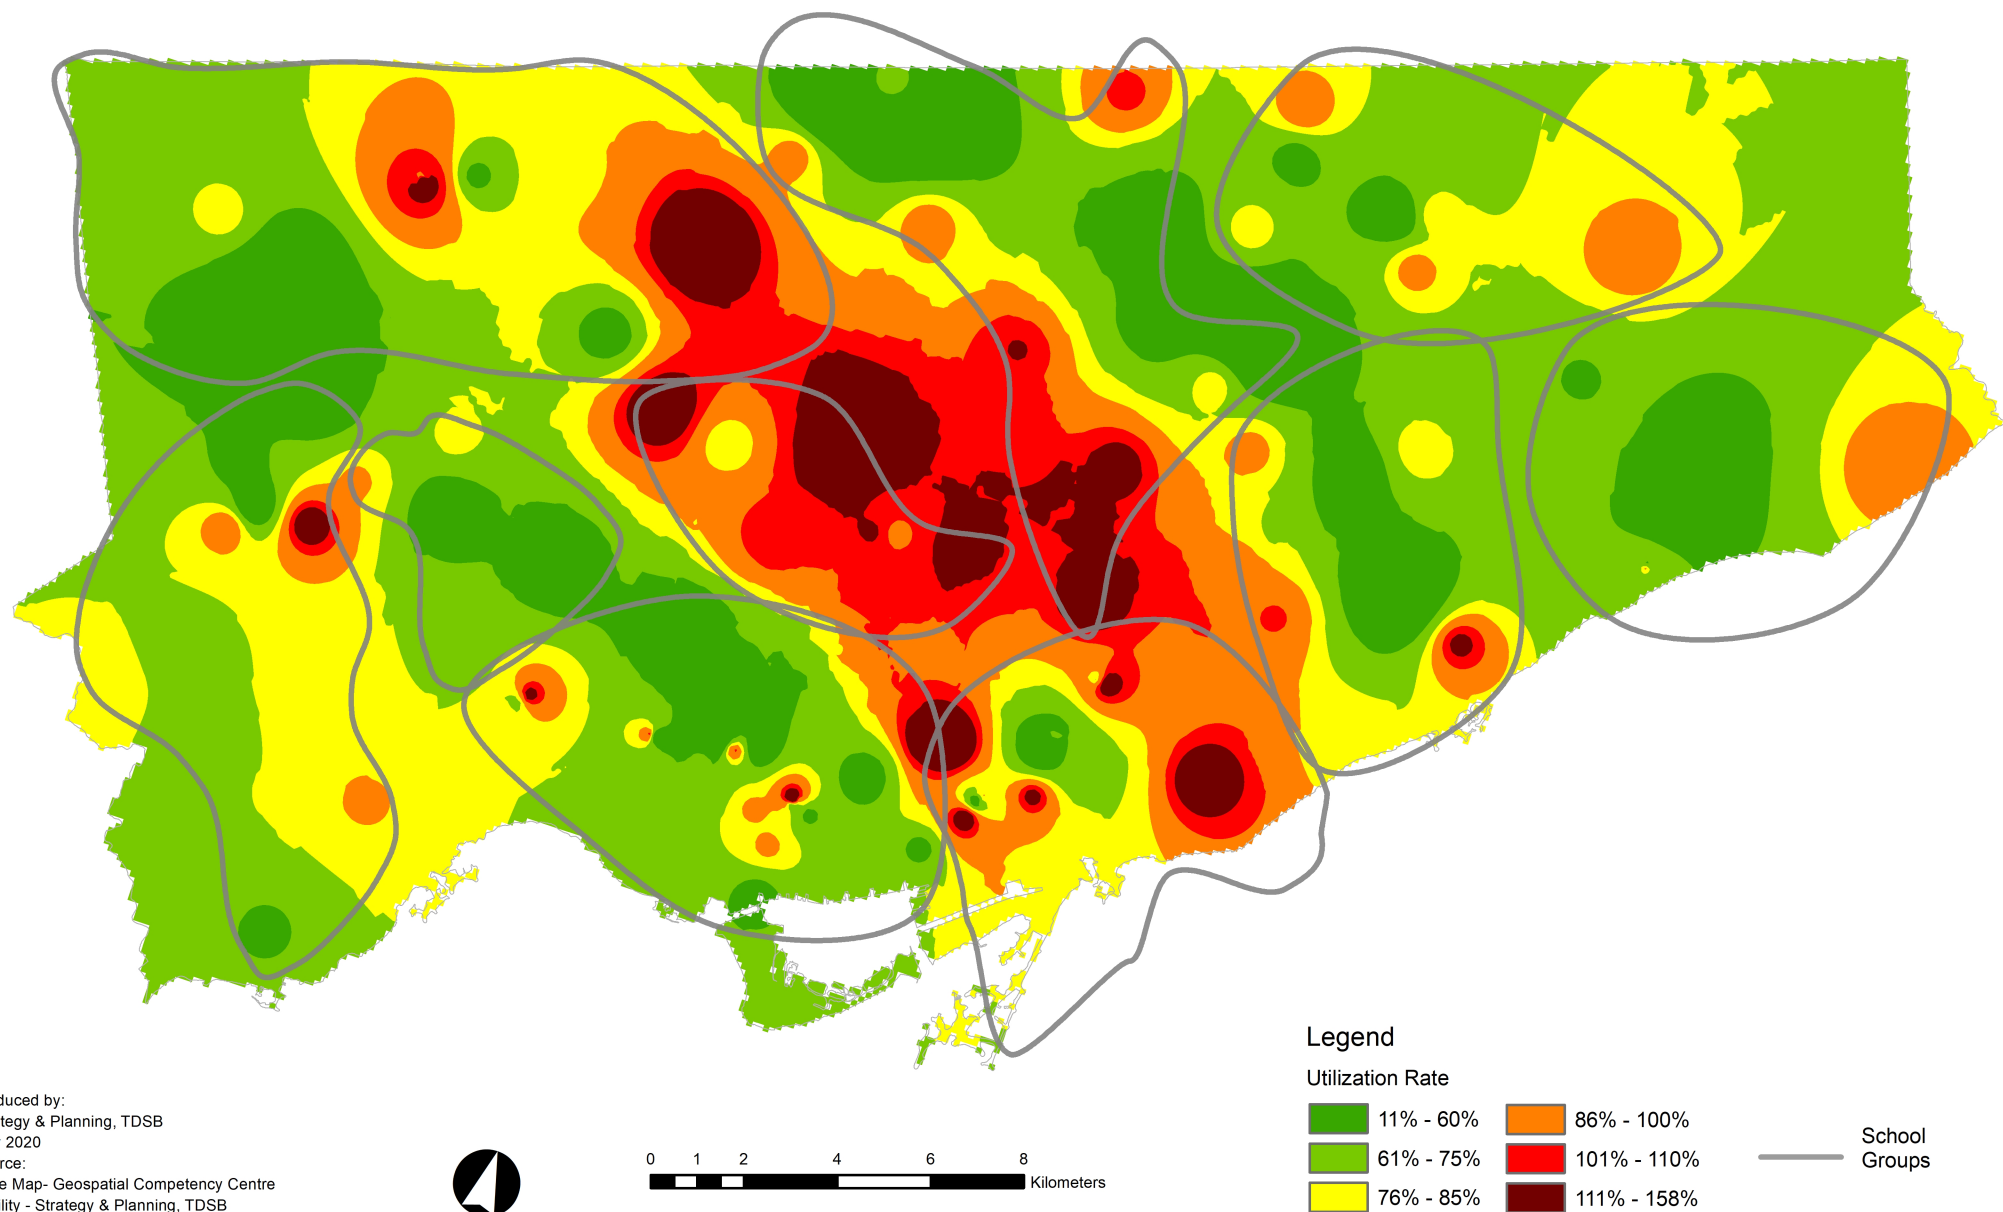 Legend
Utilization Rate
11% - 60%
86% - 100%
61% - 75%
101% - 110%
76% - 85%
111% - 158%
School
Groups
0 1 2 4 6 8
Kilometers
duced by:
tegy & Planning, TDSB
2020
rce:
e Map- Geospatial Competency Centre
ility - Strategy & Planning, TDSB